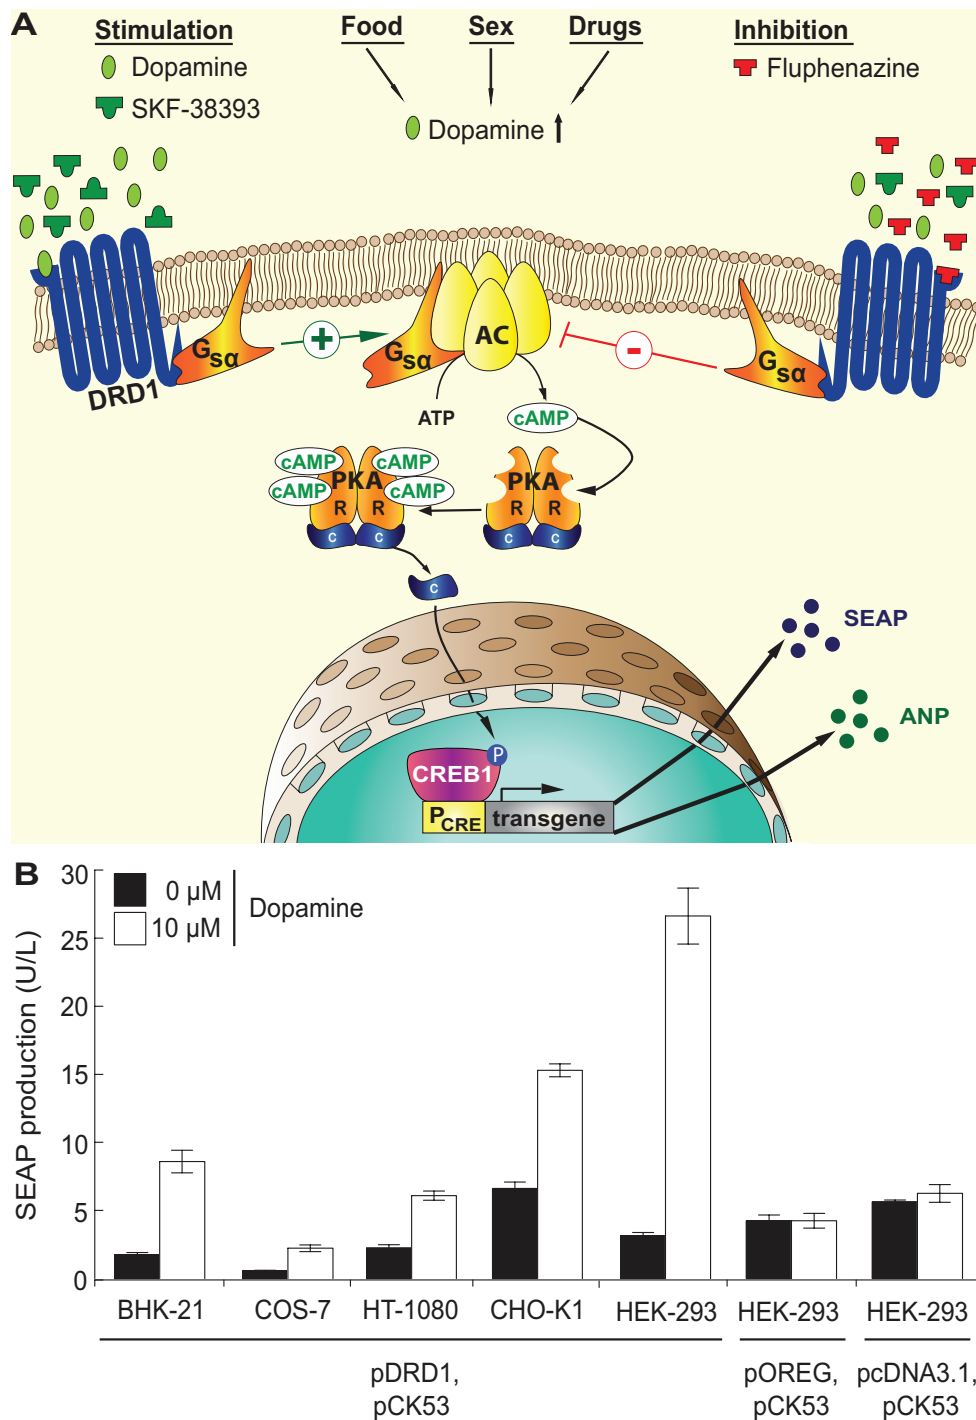 A
Stimulation
Dopamine
SKF-38393
Food Sex Drugs
Dopamine
Inhibition
Fluphenazine
DRD1
Gsα
+
Gsα
AC
-
Gsα
ATP
cAMP
cAMP
cAMP
PKA
cAMP
cAMP
R R
C C
PKA
R R
C C
C
SEAP
ANP
P
CREB1
PCRE
transgene
B
0 µM
10 µM
Dopamine
SEAP production (U/L)
30
25
20
15
10
5
0
BHK-21 COS-7 HT-1080 CHO-K1 HEK-293 HEK-293 HEK-293
pDRD1, pOREG, pcDNA3.1,
pCK53 pCK53 pCK53